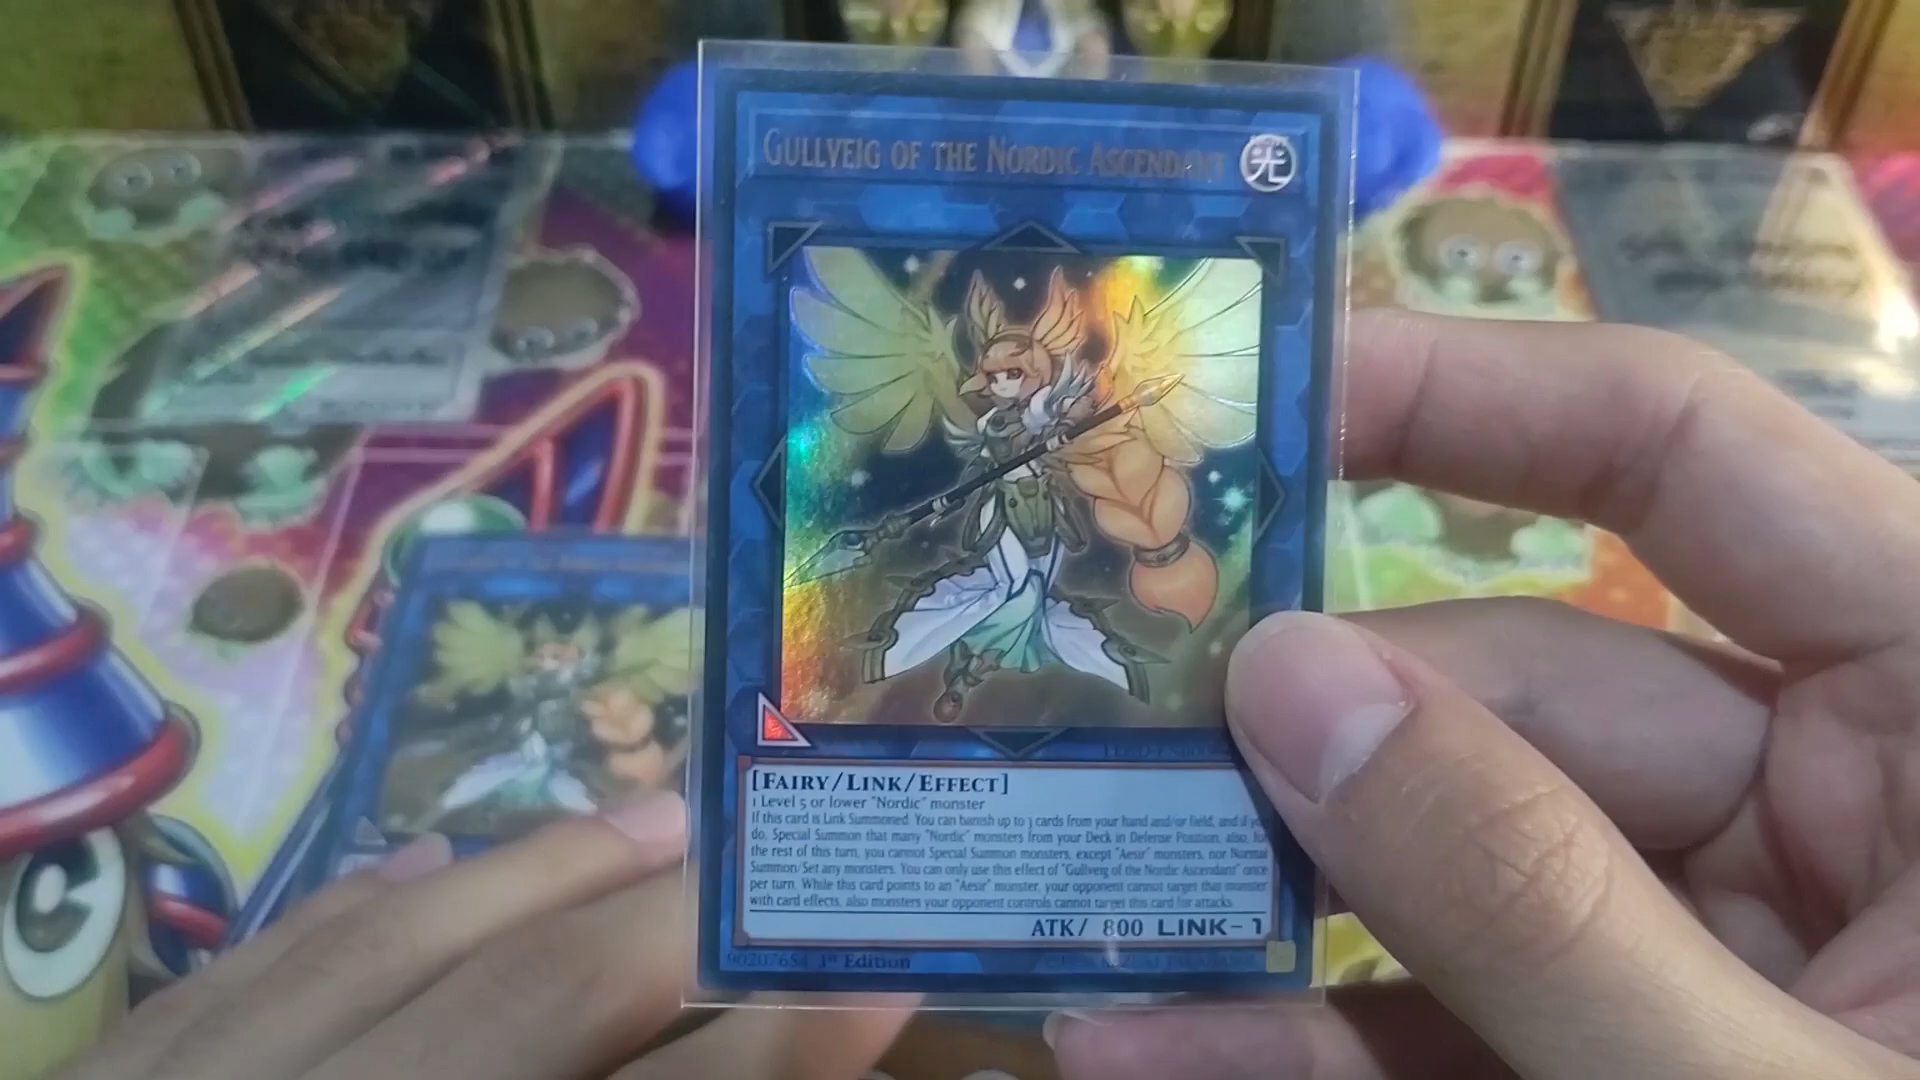 GULLVEIG OF THE NORDIC ASCENDANT
光
[FAIRY/LINK/EFFECT]
1 Level 5 or lower "Nordic" monster
If this card is Link Summoned: You can banish up to 3 cards from your hand and/or field, and if you
do, Special Summon that many "Nordic" monsters from your Deck in Defense Position, also, for
the rest of this turn, you cannot Special Summon monsters, except "Aesir" monsters, nor Normal
Summon/Set any monsters. You can only use this effect of "Gullveig of the Nordic Ascendant" once
per turn. While this card points to an "Aesir" monster, your opponent cannot target that monster
with card effects, also monsters your opponent controls cannot target this card for attacks.
ATK/ 800 LINK-1
90207654 1st Edition